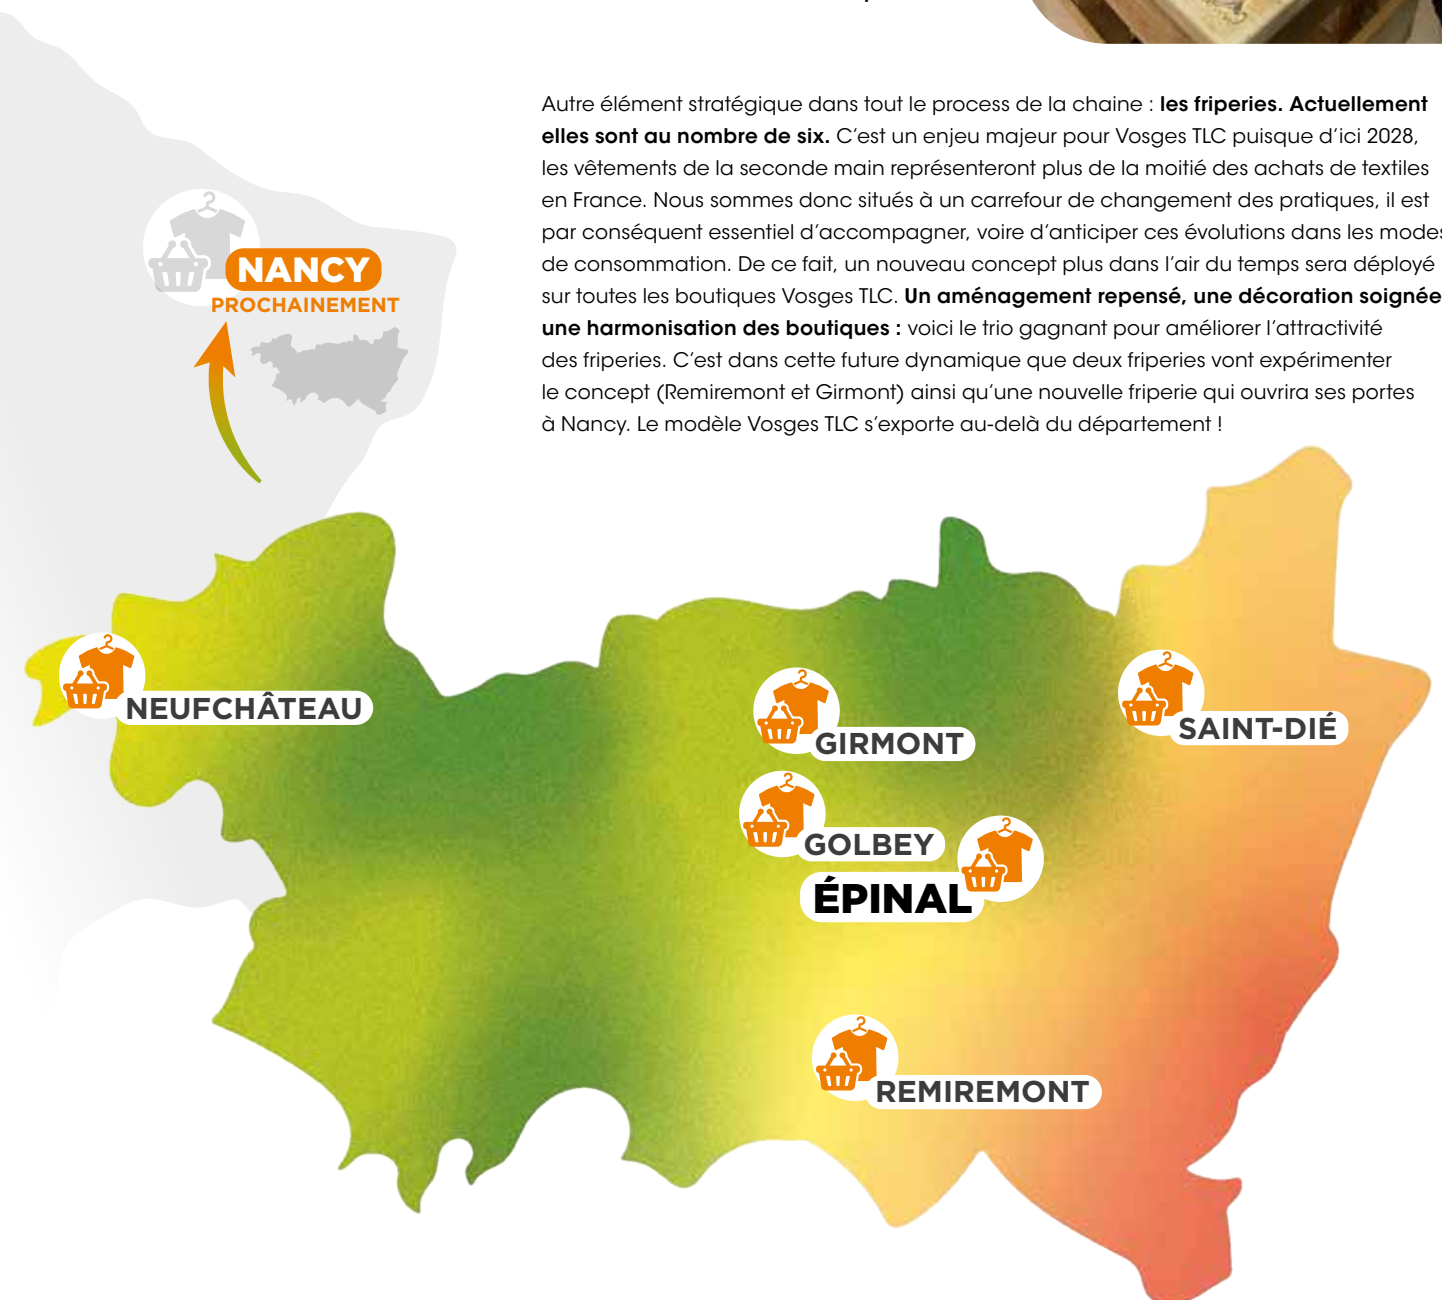 Autre élément stratégique dans tout le process de la chaine : les friperies. Actuellement
elles sont au nombre de six. C'est un enjeu majeur pour Vosges TLC puisque d'ici 2028,
les vêtements de la seconde main représenteront plus de la moitié des achats de textiles
en France. Nous sommes donc situés à un carrefour de changement des pratiques, il est
par conséquent essentiel d'accompagner, voire d'anticiper ces évolutions dans les modes
de consommation. De ce fait, un nouveau concept plus dans l'air du temps sera déployé
sur toutes les boutiques Vosges TLC. Un aménagement repensé, une décoration soignée
une harmonisation des boutiques : voici le trio gagnant pour améliorer l'attractivité
des friperies. C'est dans cette future dynamique que deux friperies vont expérimenter
le concept (Remiremont et Girmont) ainsi qu'une nouvelle friperie qui ouvrira ses portes
à Nancy. Le modèle Vosges TLC s'exporte au-delà du département !
NANCY
PROCHAINEMENT
NEUFCHÂTEAU
GIRMONT
SAINT-DIÉ
GOLBEY
ÉPINAL
REMIREMONT